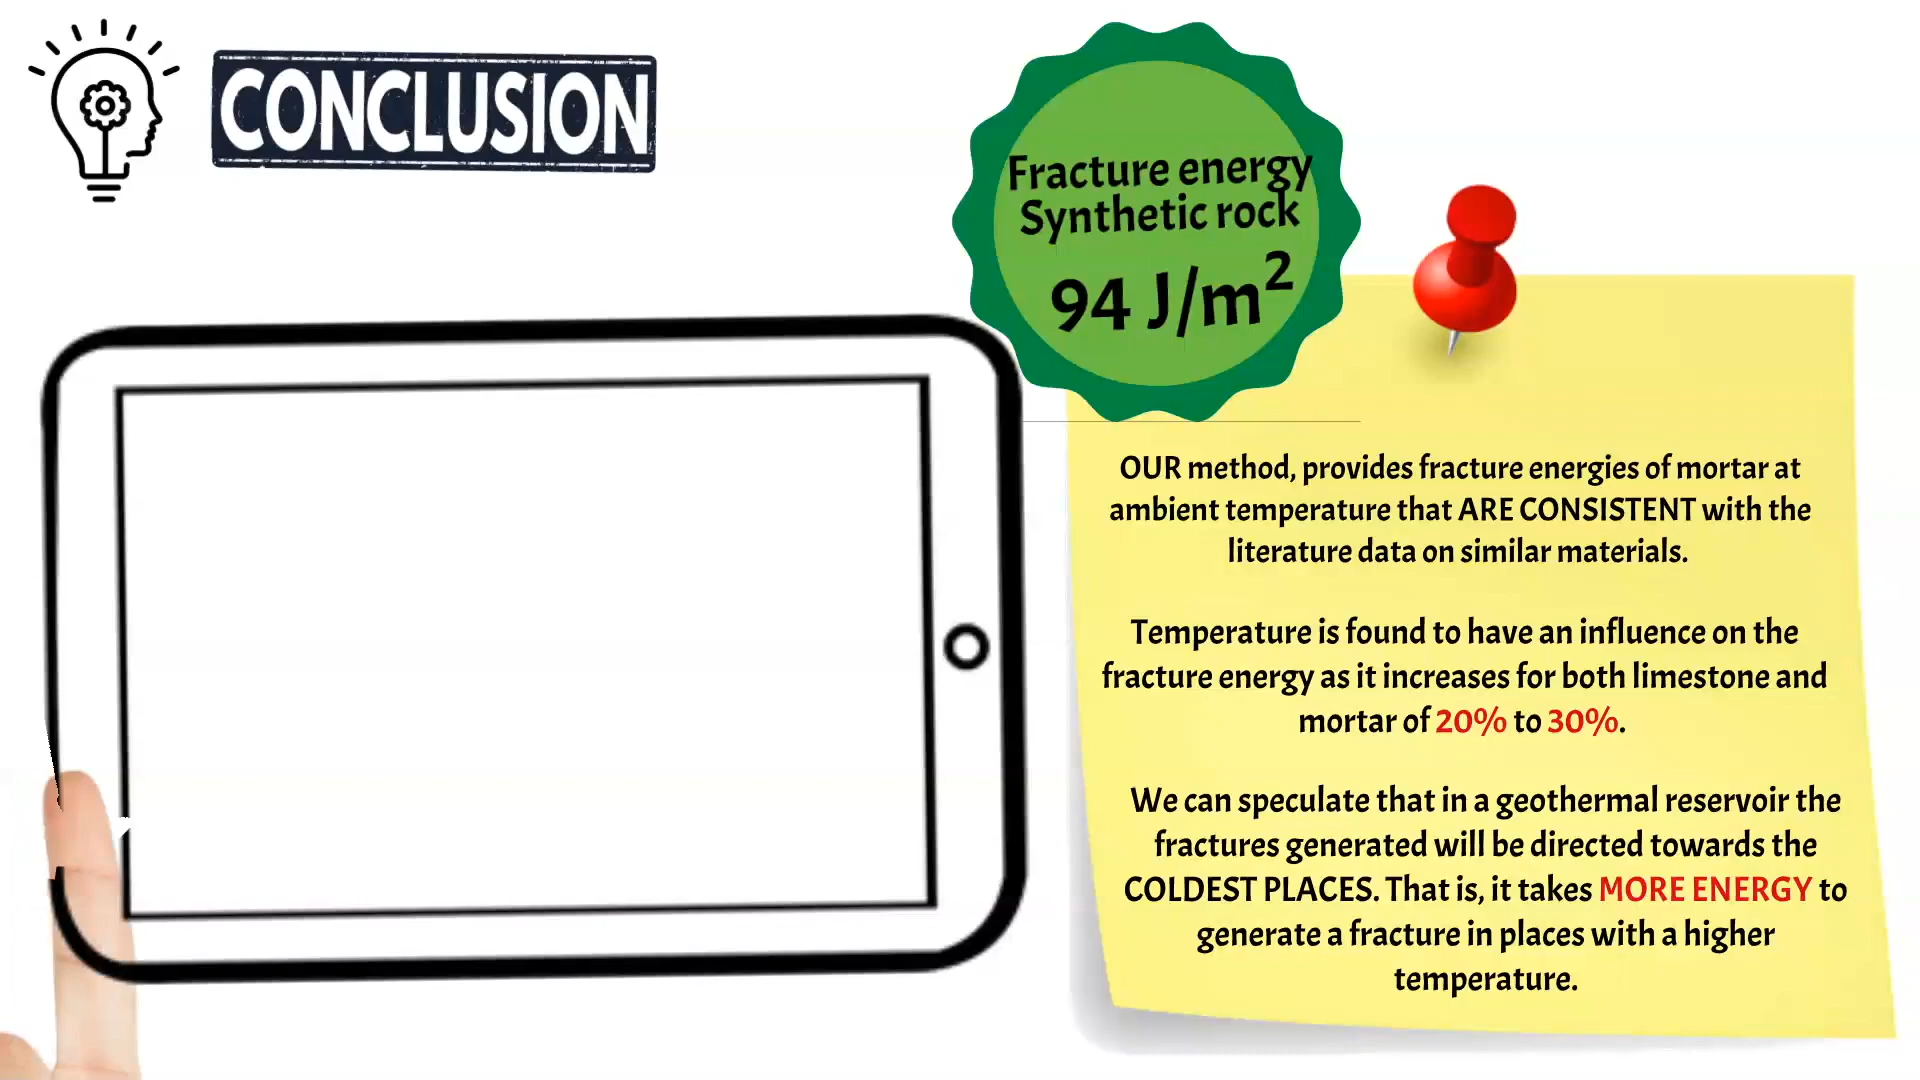 CONCLUSION
Fracture energy
Synthetic rock
94 J/m²
OUR method, provides fracture energies of mortar at
ambient temperature that ARE CONSISTENT with the
literature data on similar materials.
Temperature is found to have an influence on the
fracture energy as it increases for both limestone and
mortar of 20% to 30%.
We can speculate that in a geothermal reservoir the
fractures generated will be directed towards the
COLDEST PLACES. That is, it takes MORE ENERGY to
generate a fracture in places with a higher
temperature.